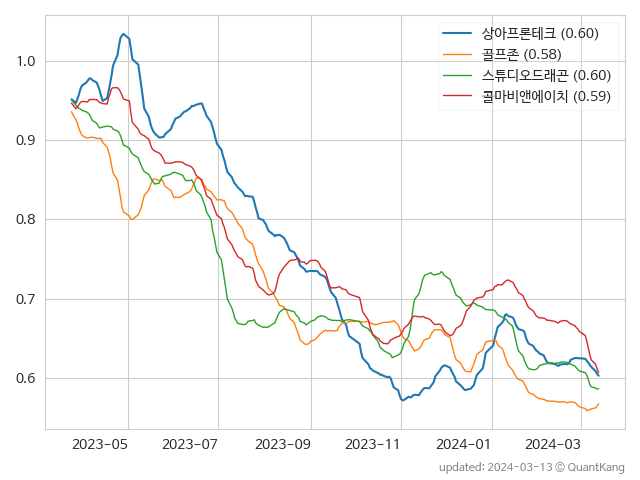 상아프론테크 (0.60)
골프존 (0.58)
스튜디오드래곤 (0.60)
콜마비앤에이치 (0.59)
1.0
0.9
0.8
0.7
0.6
2023-05 2023-07 2023-09 2023-11 2024-01 2024-03
updated: 2024-03-13 © QuantKang